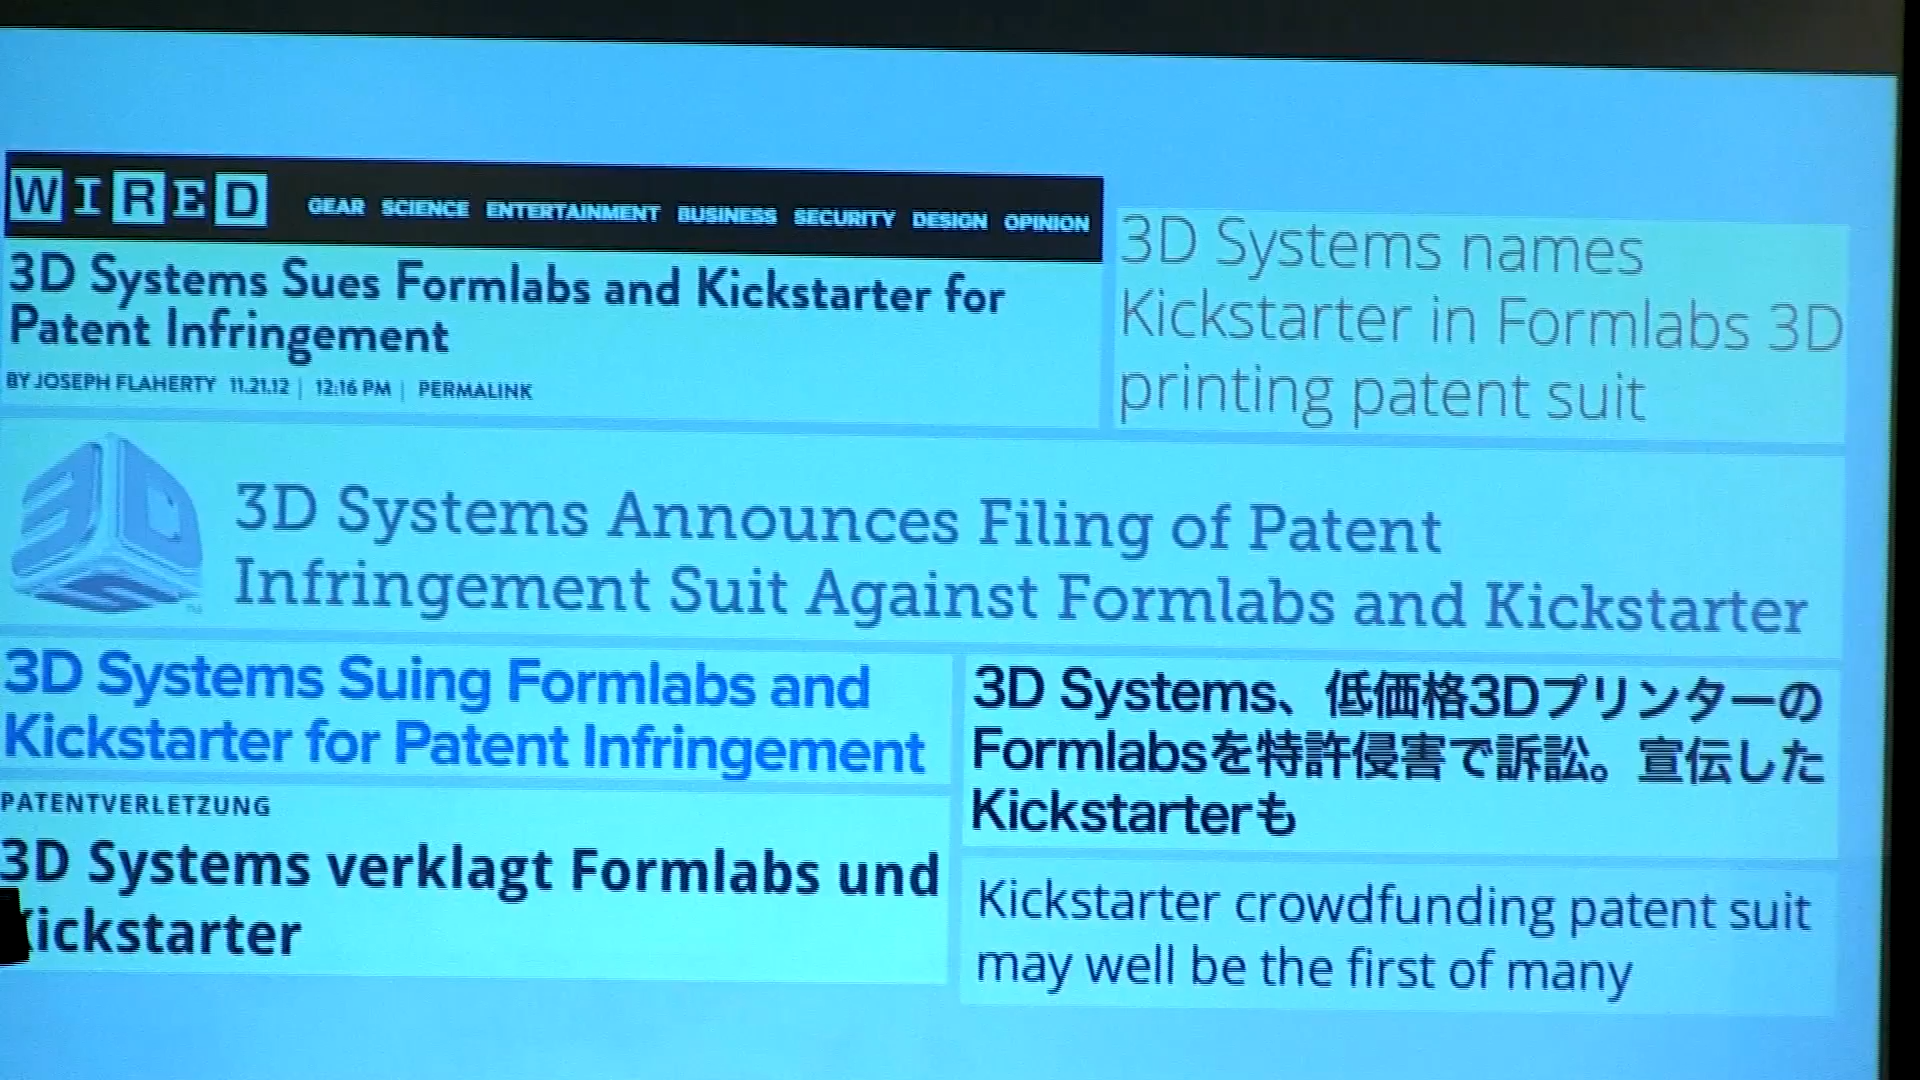 WIRED GEAR SCIENCE ENTERTAINMENT BUSINESS SECURITY DESIGN OPINION
3D Systems Sues Formlabs and Kickstarter for
Patent Infringement
BY JOSEPH FLAHERTY 11.21.12 | 12:16 PM | PERMALINK
3D Systems names
Kickstarter in Formlabs 3D
printing patent suit
3DS
3D Systems Announces Filing of Patent
Infringement Suit Against Formlabs and Kickstarter
3D Systems Suing Formlabs and
Kickstarter for Patent Infringement
3D Systems、低価格3Dプリンターの
Formlabsを特許侵害で訴訟。宣伝した
Kickstarterも
PATENTVERLETZUNG
3D Systems verklagt Formlabs und
Kickstarter
Kickstarter crowdfunding patent suit
may well be the first of many